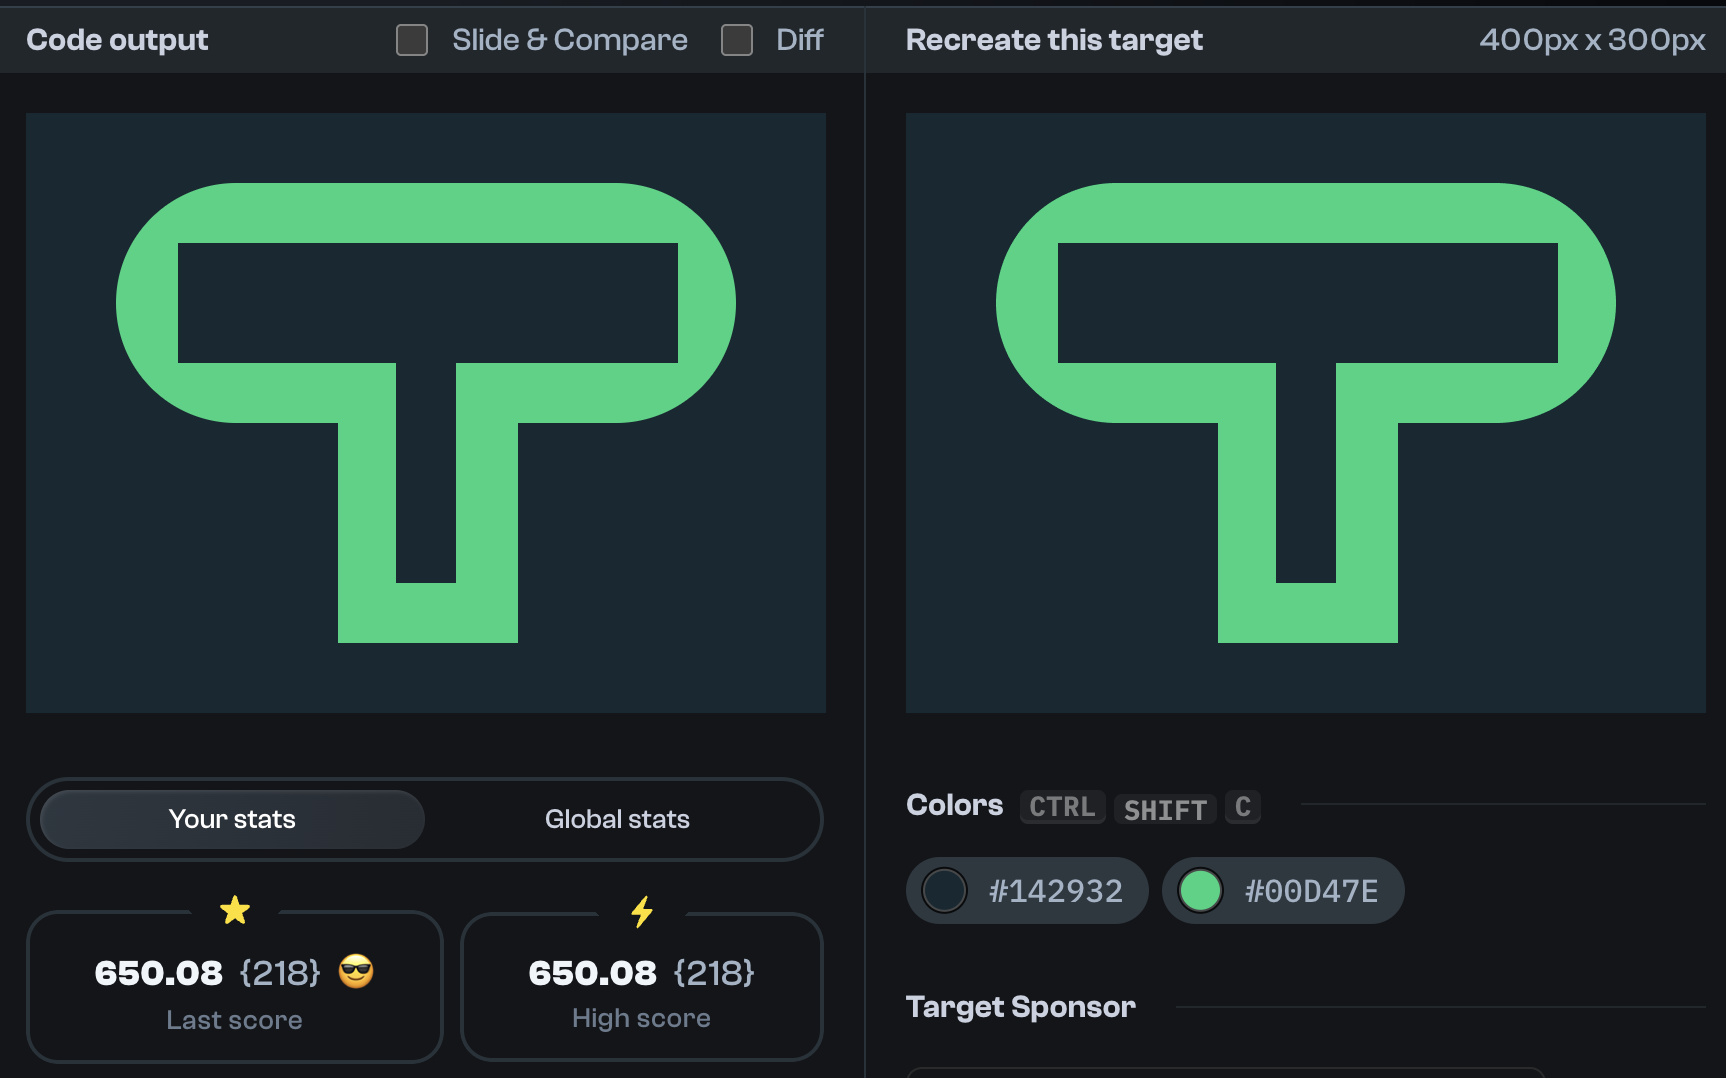 Code output
Slide & Compare
Diff
Recreate this target
400px x 300px
Your stats
Global stats
650.08 {218} 😎
Last score
650.08 {218}
High score
Colors CTRL SHIFT C
#142932
#00D47E
Target Sponsor